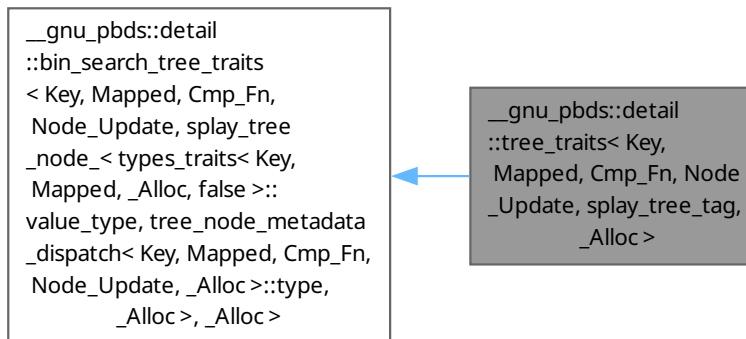 __gnu_pbds::detail
::bin_search_tree_traits
< Key, Mapped, Cmp_Fn,
Node_Update, splay_tree
_node_< types_traits< Key,
Mapped, _Alloc, false >::
value_type, tree_node_metadata
_dispatch< Key, Mapped, Cmp_Fn,
Node_Update, _Alloc >::type,
_Alloc >, _Alloc >
__gnu_pbds::detail
::tree_traits< Key,
Mapped, Cmp_Fn, Node
_Update, splay_tree_tag,
_Alloc >